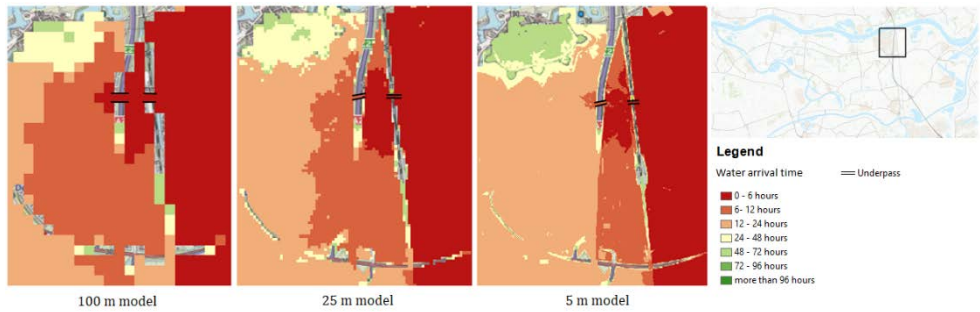 100 m model
25 m model
5 m model
Legend
Water arrival time
Underpass
0 - 6 hours
6- 12 hours
12 - 24 hours
24 - 48 hours
48 - 72 hours
72 - 96 hours
more than 96 hours